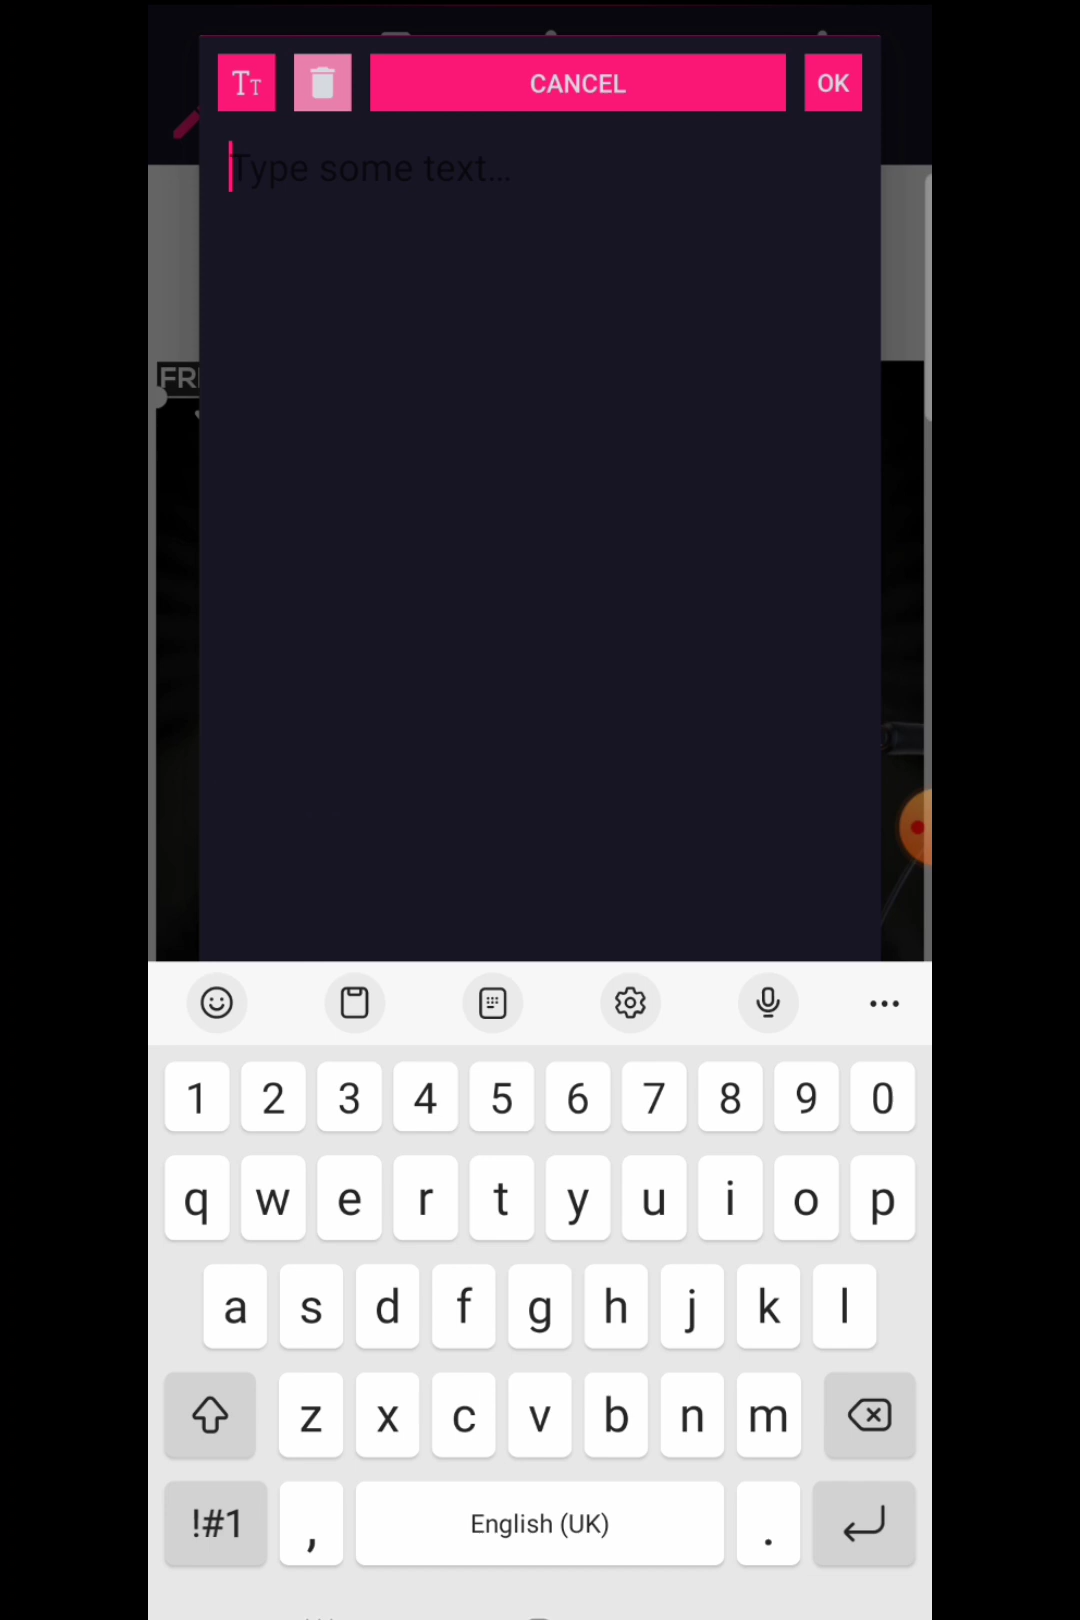 Tt
CANCEL
OK
Type some text...
FR
1 2 3 4 5 6 7 8 9 0
q w e r t y u i o p
a s d f g h j k l
z x c v b n m
!#1 , English (UK) .